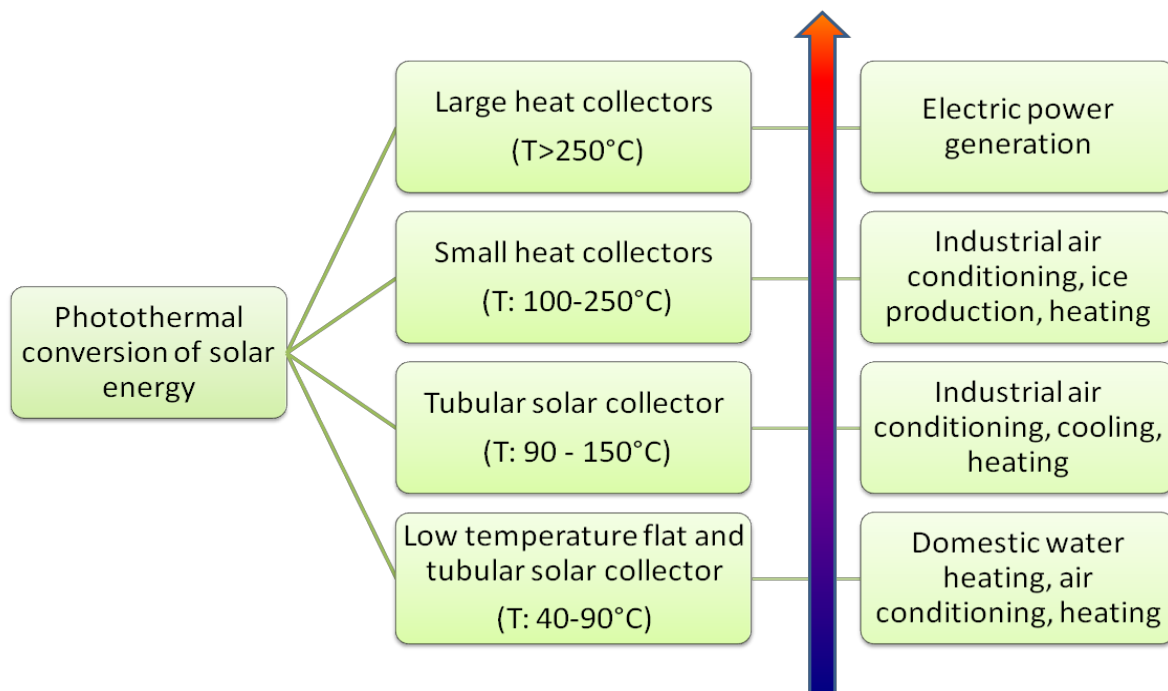 Photothermal
conversion of solar
energy
Large heat collectors
(T>250°C)
Electric power
generation
Small heat collectors
(T: 100-250°C)
Industrial air
conditioning, ice
production, heating
Tubular solar collector
(T: 90 - 150°C)
Industrial air
conditioning, cooling,
heating
Low temperature flat and
tubular solar collector
(T: 40-90°C)
Domestic water
heating, air
conditioning, heating